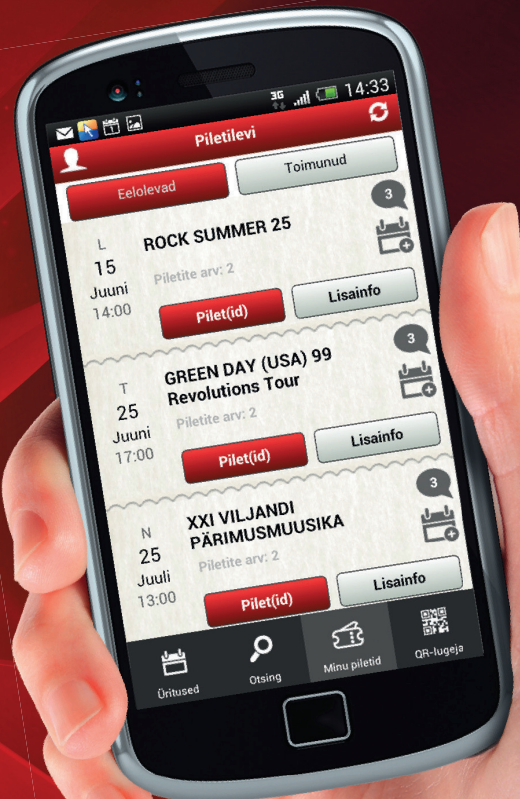 3G 14:33
Piletilevi
Eelolevad Toimunud
3
L
15
Juuni
14:00
ROCK SUMMER 25
Piletite arv: 2
Pilet(id) Lisainfo
3
T
25
Juuni
17:00
GREEN DAY (USA) 99
Revolutions Tour
Piletite arv: 2
Pilet(id) Lisainfo
3
N
25
Juuli
13:00
XXI VILJANDI
PÄRIMUSMUUSIKA
Piletite arv: 2
Pilet(id) Lisainfo
Üritused Otsing Minu piletid QR-lugeja